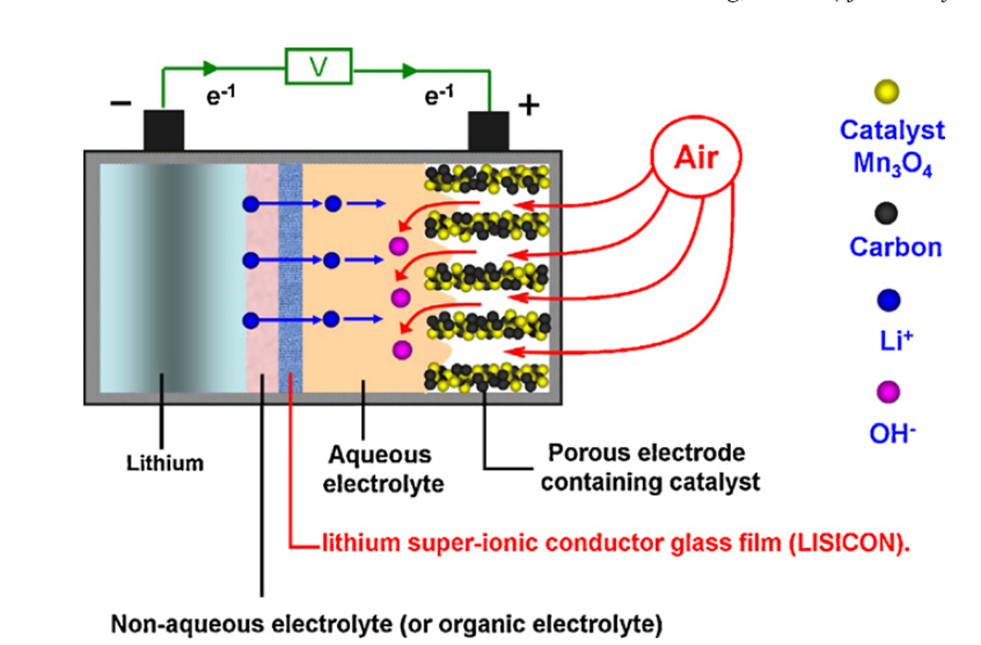 V
e-1
e-1
−
+
Air
Catalyst
Mn3O4
Carbon
Li+
OH-
Lithium
Aqueous
electrolyte
Porous electrode
containing catalyst
lithium super-ionic conductor glass film (LISICON).
Non-aqueous electrolyte (or organic electrolyte)